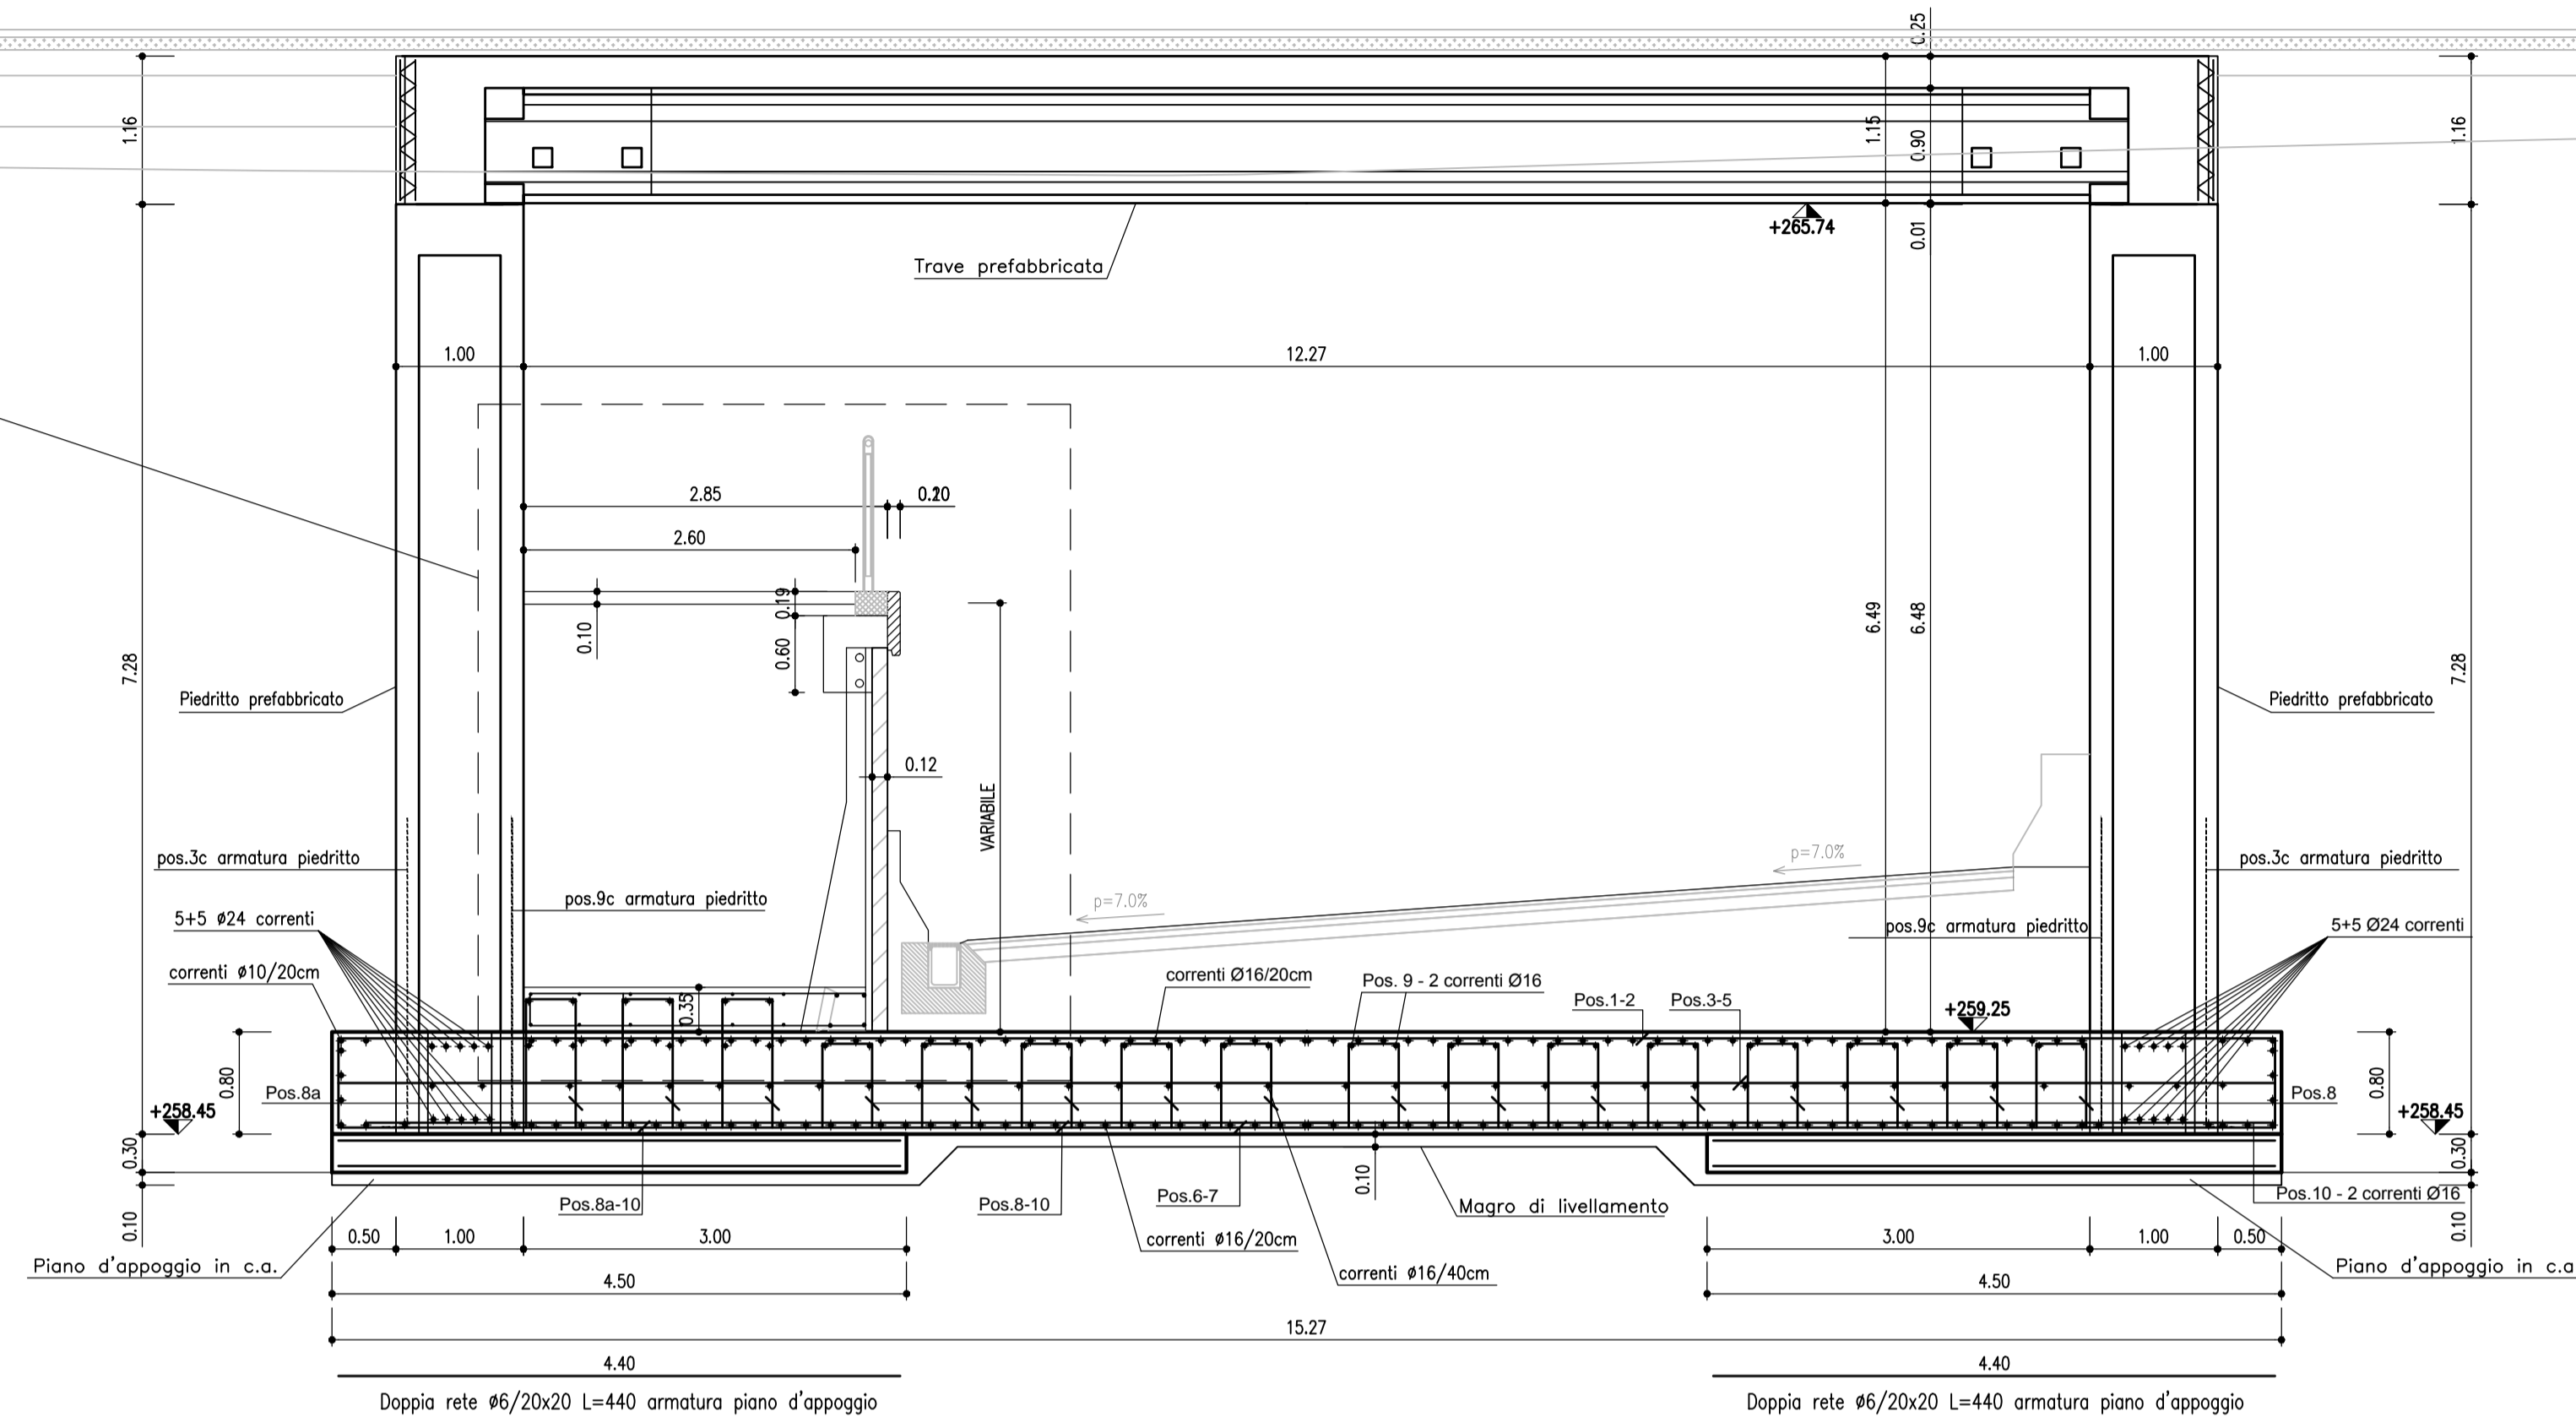 0.25
1.16
1.15
0.90
1.16
+265.74
0.01
Trave prefabbricata
1.00
12.27
1.00
2.85
0.20
2.60
0.19
0.10
0.60
6.49
6.48
7.28
7.28
Piedritto prefabbricato
Piedritto prefabbricato
0.12
VARIABILE
p=7.0%
p=7.0%
pos.3c armatura piedritto
pos.3c armatura piedritto
pos.9c armatura piedritto
pos.9c armatura piedritto
5+5 ø24 correnti
5+5 Ø24 correnti
correnti ø10/20cm
correnti Ø16/20cm
Pos. 9 - 2 correnti Ø16
Pos.1-2
Pos.3-5
+259.25
0.35
0.80
0.80
Pos.8a
Pos.8
+258.45
+258.45
0.30
0.30
0.10
Pos.8a-10
Pos.8-10
Pos.6-7
Magro di livellamento
Pos.10 - 2 correnti Ø16
0.10
0.10
0.50
1.00
3.00
correnti ø16/20cm
3.00
1.00
0.50
Piano d'appoggio in c.a.
Piano d'appoggio in c.a
correnti ø16/40cm
4.50
4.50
15.27
4.40
4.40
Doppia rete ø6/20x20 L=440 armatura piano d'appoggio
Doppia rete ø6/20x20 L=440 armatura piano d'appoggio